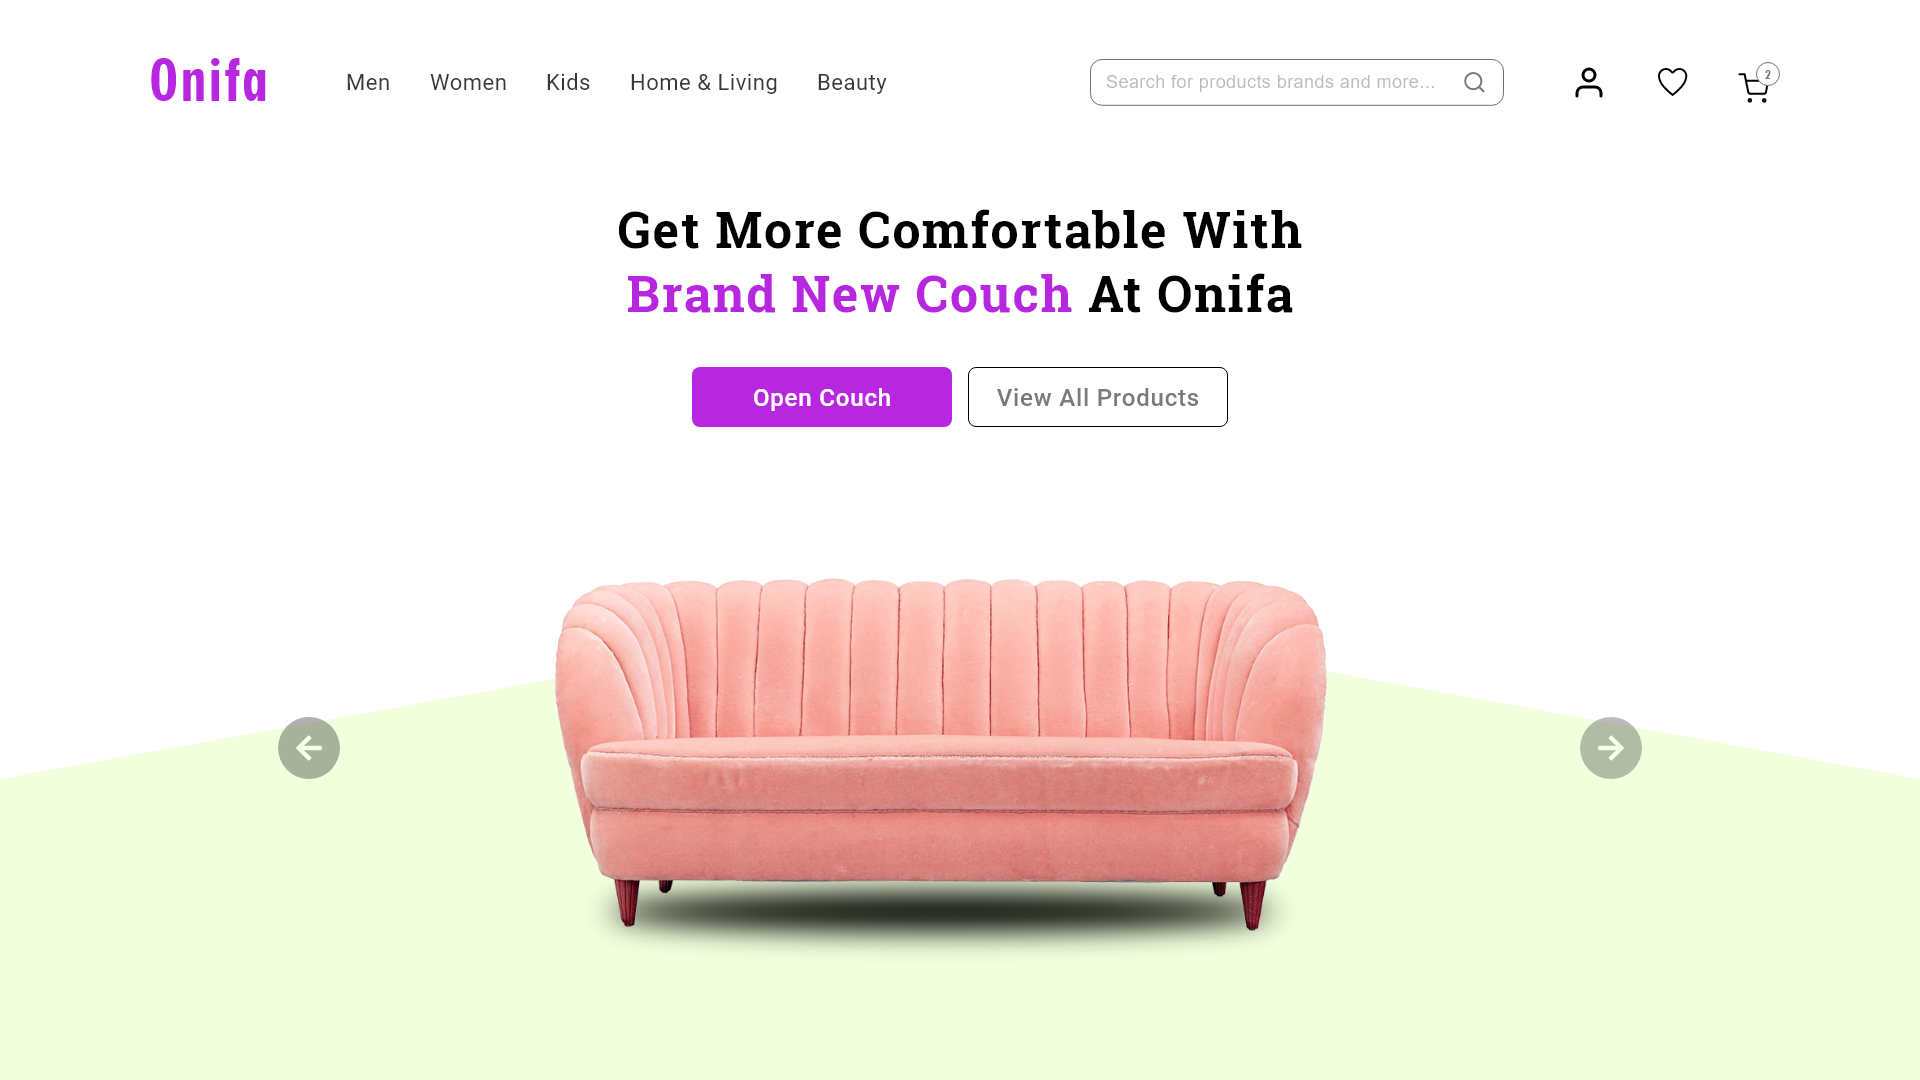 Onifa
Men
Women
Kids
Home & Living
Beauty
Search for products brands and more...
2
Get More Comfortable With
Brand New Couch At Onifa
Open Couch
View All Products